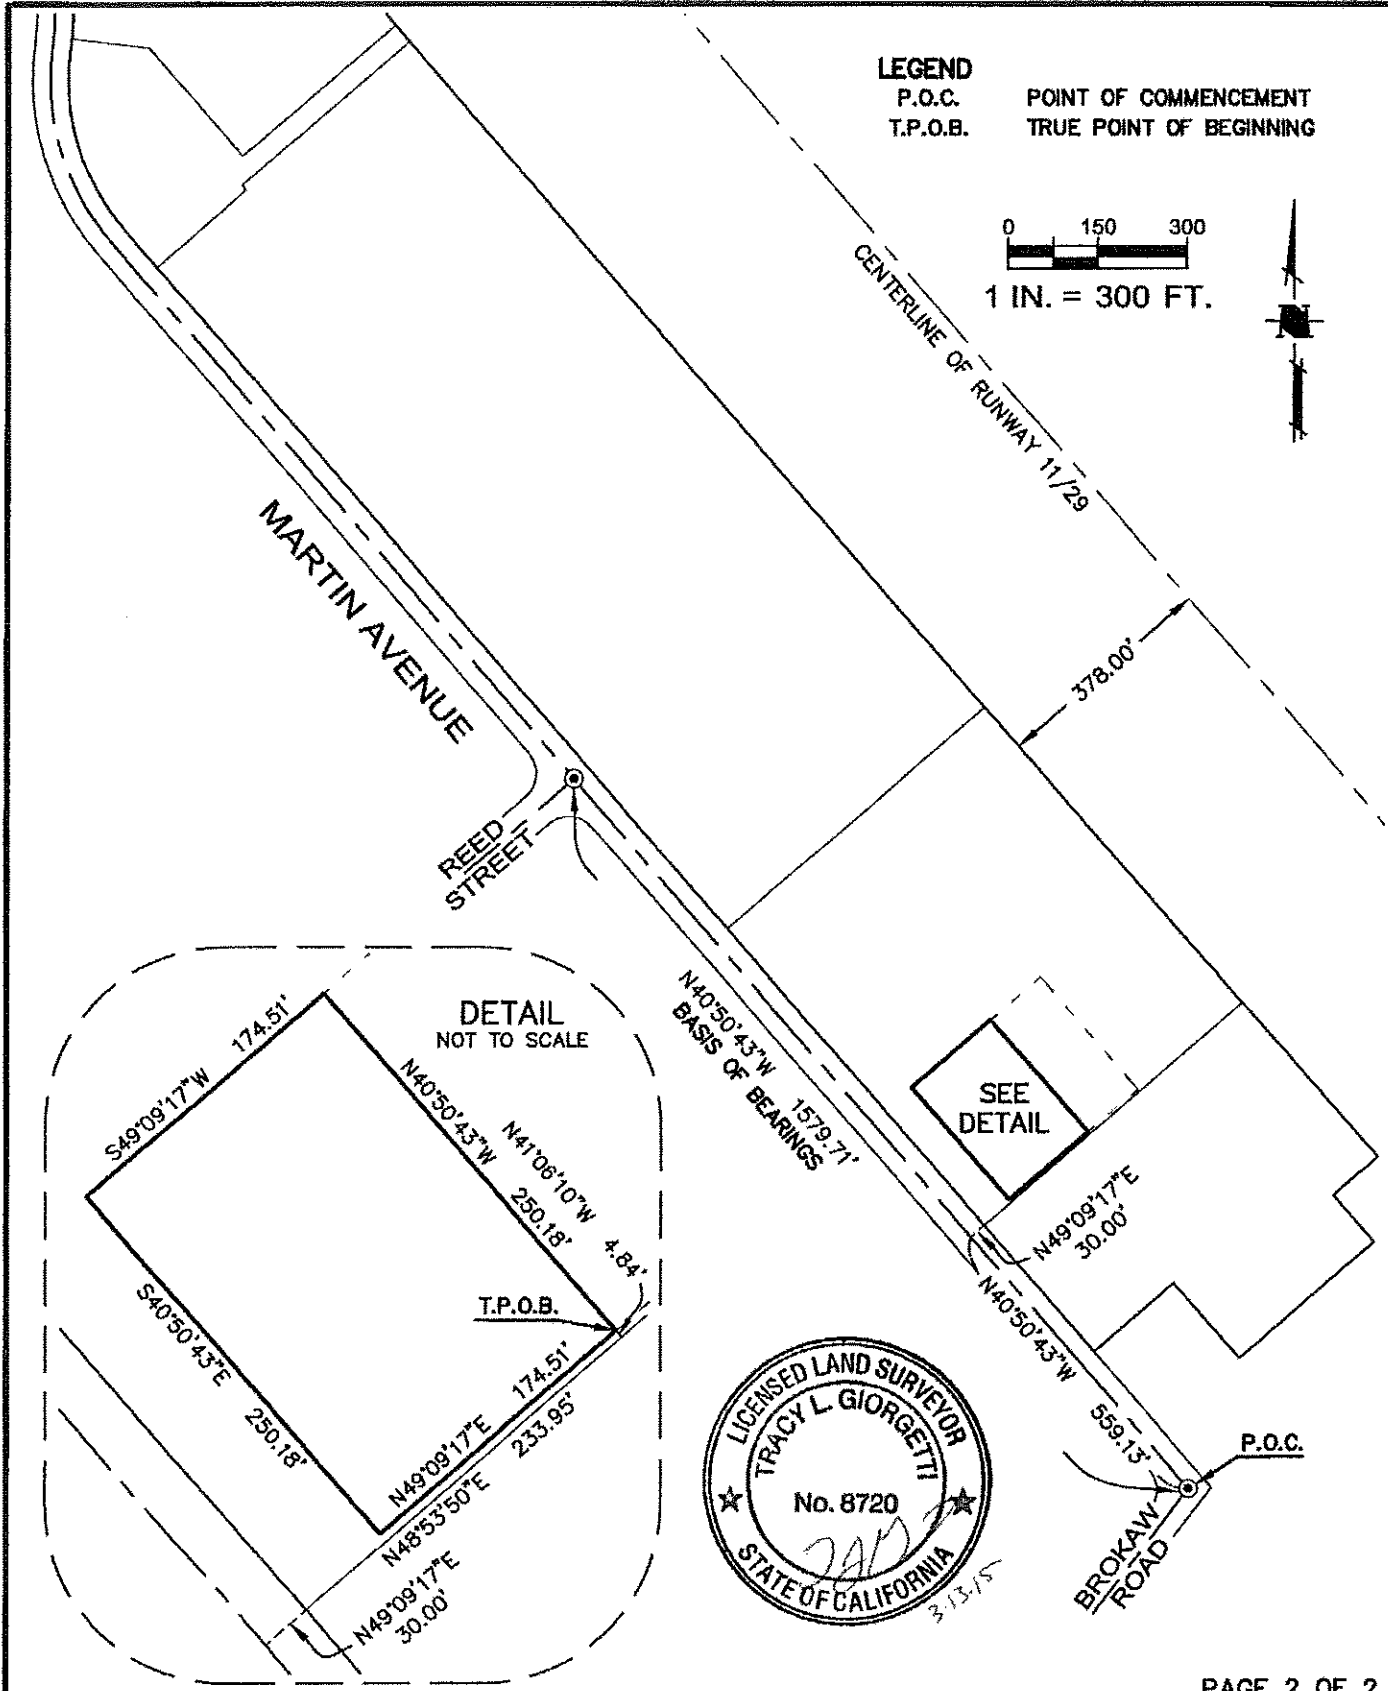 LEGEND
P.O.C. POINT OF COMMENCEMENT
T.P.O.B. TRUE POINT OF BEGINNING
0 150 300
1 IN. = 300 FT.
N
CENTERLINE OF RUNWAY 11/29
378.00'
MARTIN AVENUE
REED
STREET
N40°50'43"W 1579.71'
BASIS OF BEARINGS
SEE
DETAIL
N49°09'17"E
30.00'
N40°50'43"W 559.13'
P.O.C.
BROKAW
ROAD
DETAIL
NOT TO SCALE
S49°09'17"W 174.51'
N40°50'43"W 250.18'
N41°06'10"W 4.84'
T.P.O.B.
S40°50'43"E 250.18'
N49°09'17"E 174.51'
N48°53'50"E 233.95'
N49°09'17"E
30.00'
LICENSED LAND SURVEYOR
TRACY L. GIORGETTI
No. 8720
STATE OF CALIFORNIA
3-13-15
PAGE 2 OF 2